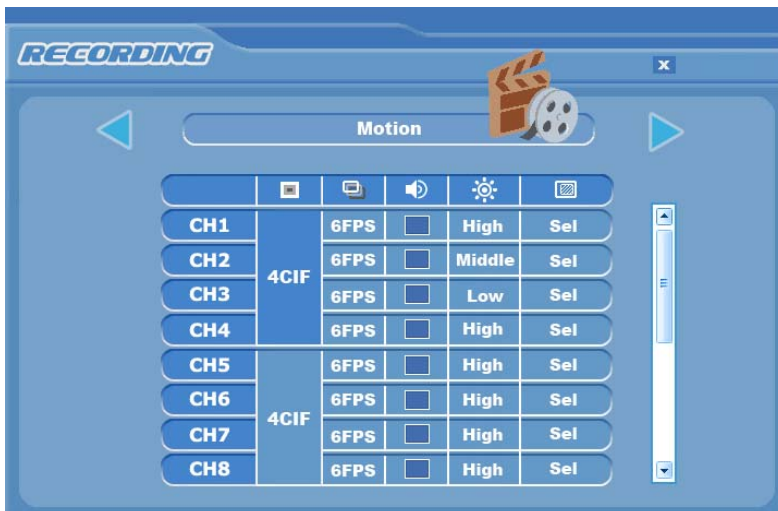 RECORDING
x
Motion
CH1 6FPS High Sel
CH2 6FPS Middle Sel
4CIF
CH3 6FPS Low Sel
CH4 6FPS High Sel
CH5 6FPS High Sel
CH6 6FPS High Sel
4CIF
CH7 6FPS High Sel
CH8 6FPS High Sel